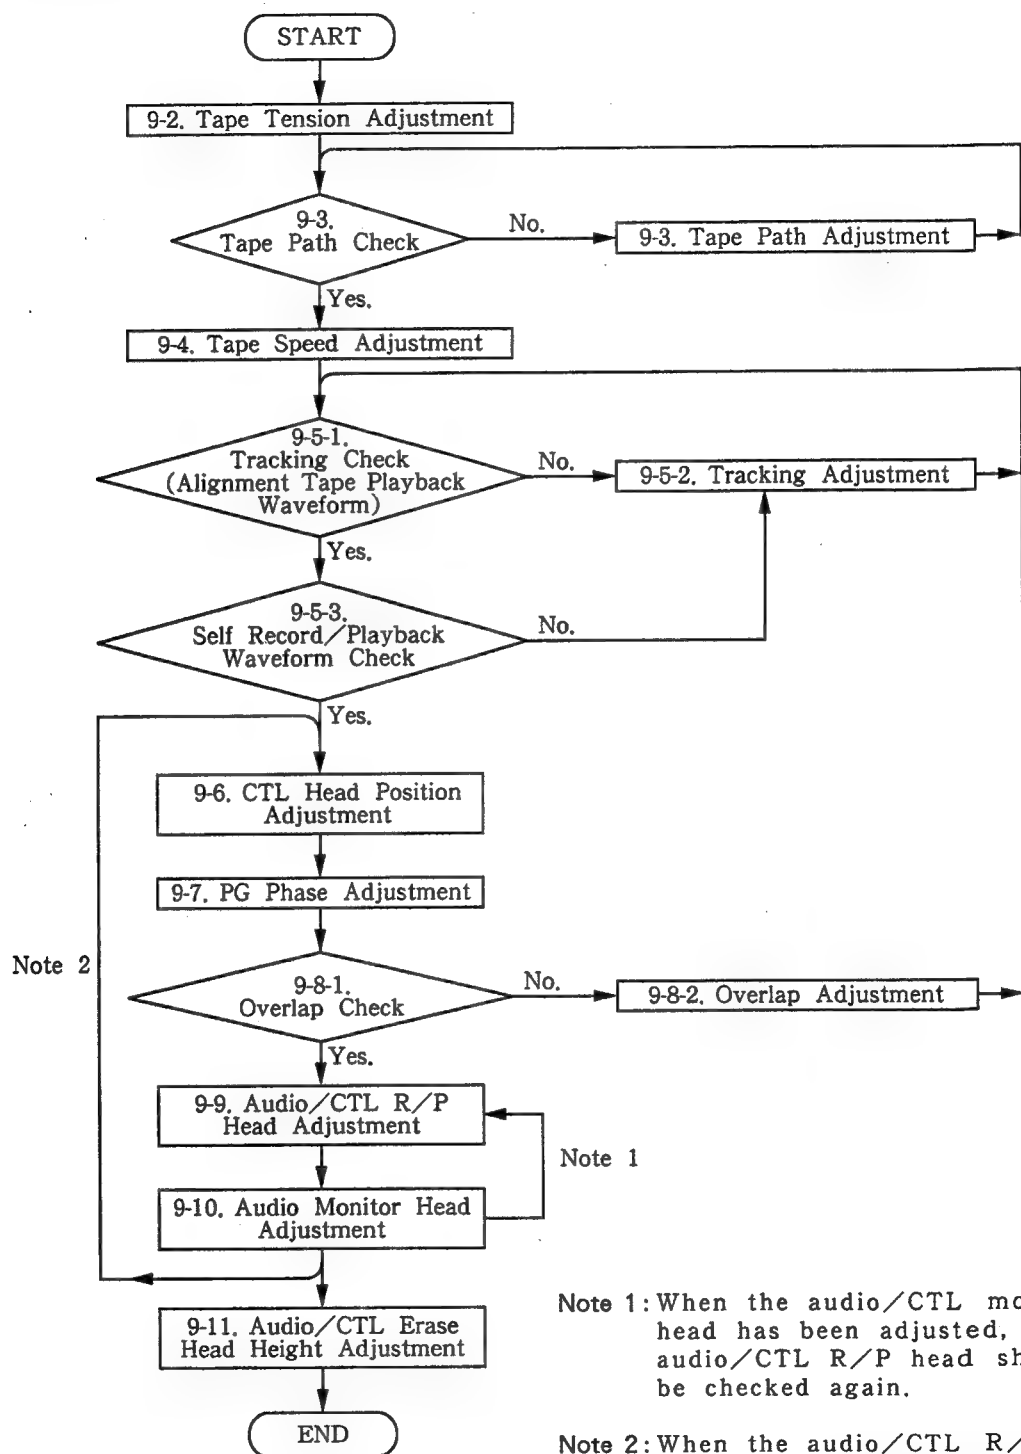 START
9-2. Tape Tension Adjustment
9-3.
Tape Path Check
No.
9-3. Tape Path Adjustment
Yes.
9-4. Tape Speed Adjustment
9-5-1.
Tracking Check
(Alignment Tape Playback
Waveform)
No.
9-5-2. Tracking Adjustment
Yes.
9-5-3.
Self Record/Playback
Waveform Check
No.
Yes.
9-6. CTL Head Position
Adjustment
9-7. PG Phase Adjustment
Note 2
9-8-1.
Overlap Check
No.
9-8-2. Overlap Adjustment
Yes.
9-9. Audio/CTL R/P
Head Adjustment
Note 1
9-10. Audio Monitor Head
Adjustment
9-11. Audio/CTL Erase
Head Height Adjustment
END
Note 1: When the audio/CTL
head has been adjusted,
audio/CTL R/P head
be checked again.
Note 2: When the audio/CTL